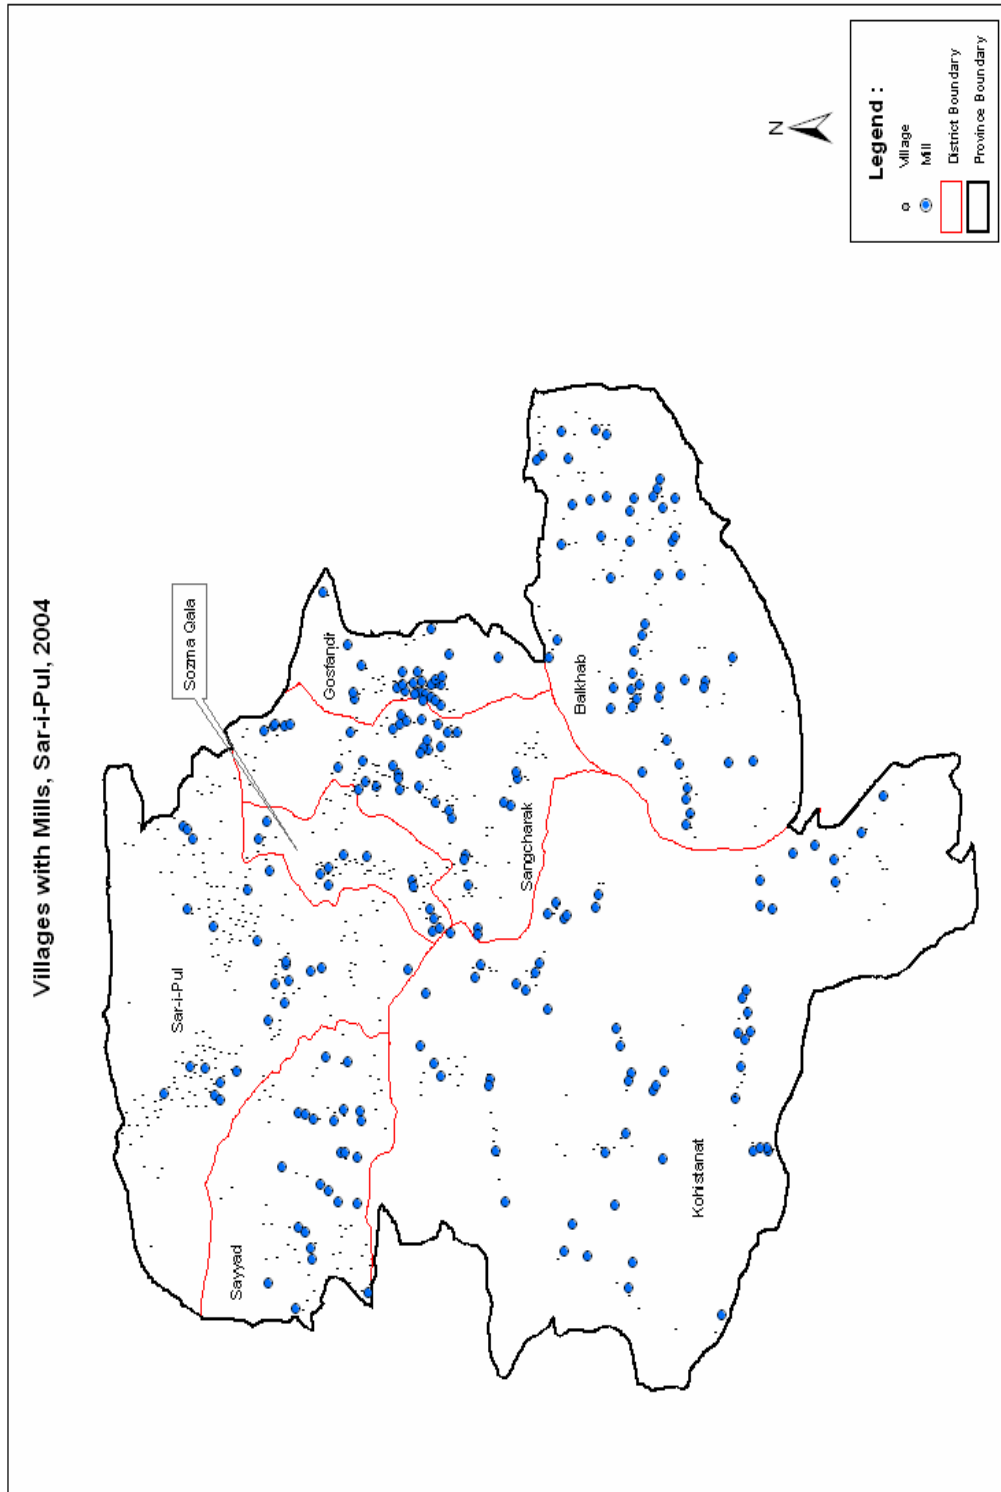 Villages with Mills, Sar-i-Pul, 2004
Sozma Qala
Sar-i-Pul
Gosfandi
Sayyad
Sangcharak
Balkhab
Kohistanat
N
Legend :
Village
Mill
District Boundary
Province Boundary